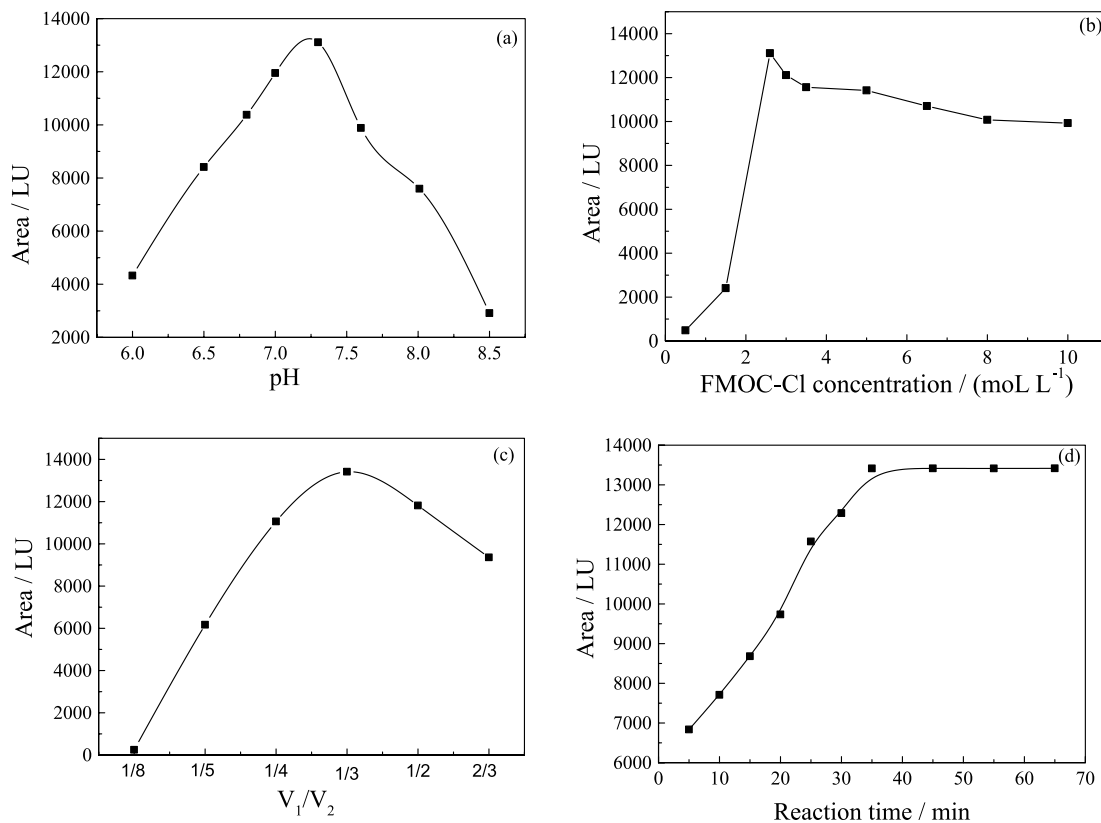 (a)
Area / LU
14000
12000
10000
8000
6000
4000
2000
6.0 6.5 7.0 7.5 8.0 8.5
pH
(b)
Area / LU
14000
12000
10000
8000
6000
4000
2000
0
0 2 4 6 8 10
FMOC-Cl concentration / (moL L⁻¹)
(c)
Area / LU
14000
12000
10000
8000
6000
4000
2000
0
1/8 1/5 1/4 1/3 1/2 2/3
V₁/V₂
(d)
Area / LU
14000
13000
12000
11000
10000
9000
8000
7000
6000
0 10 20 30 40 50 60 70
Reaction time / min